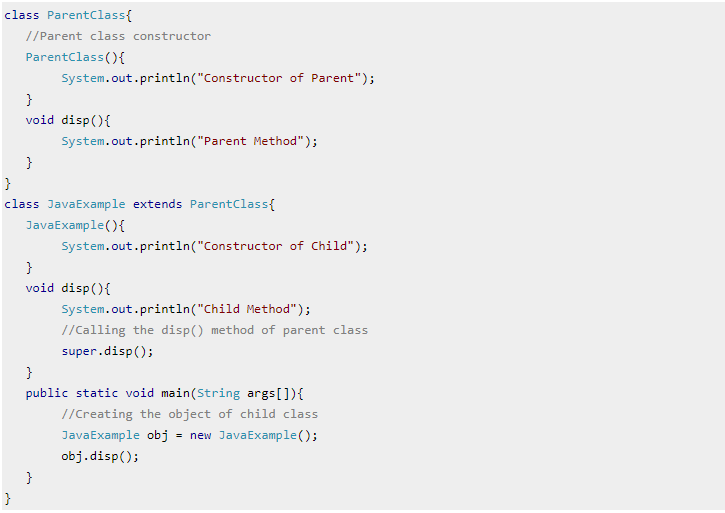 class ParentClass{
//Parent class constructor
ParentClass(){
System.out.println("Constructor of Parent");
}
void disp(){
System.out.println("Parent Method");
}
}
class JavaExample extends ParentClass{
JavaExample(){
System.out.println("Constructor of Child");
}
void disp(){
System.out.println("Child Method");
//Calling the disp() method of parent class
super.disp();
}
public static void main(String args[]){
//Creating the object of child class
JavaExample obj = new JavaExample();
obj.disp();
}
}